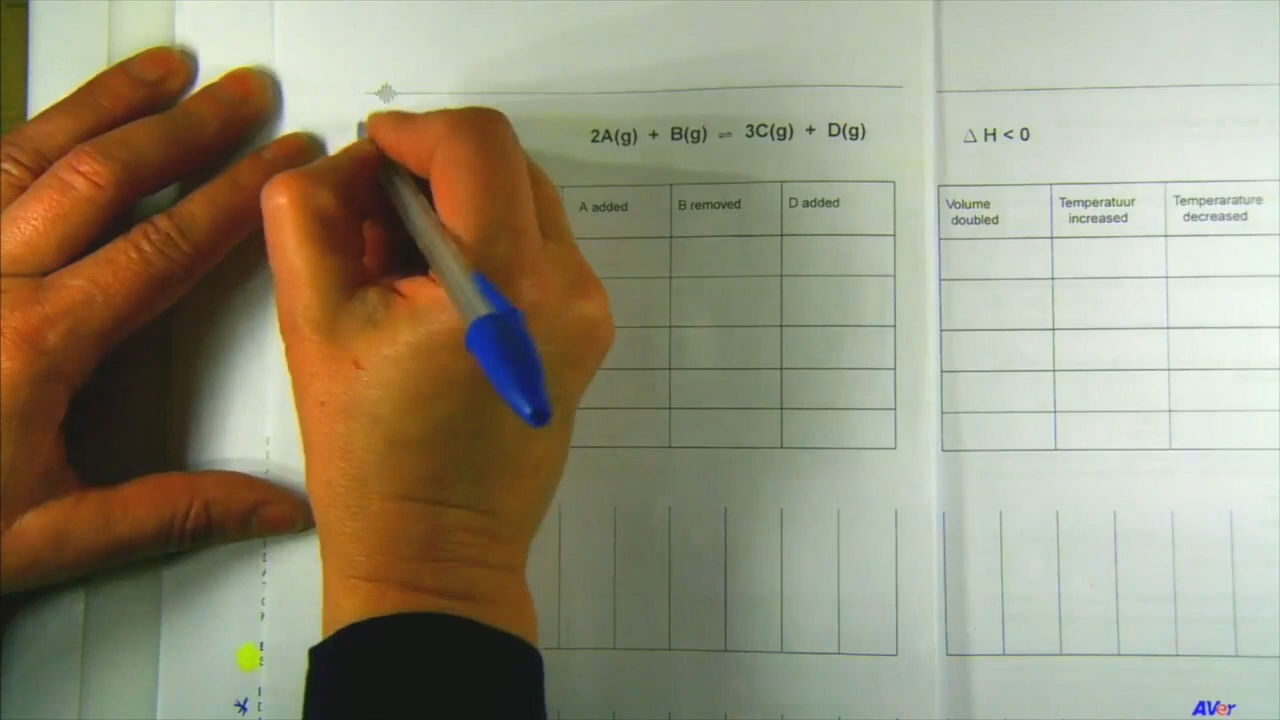 2A(g) + B(g) ⇌ 3C(g) + D(g)
Δ H < 0
A added
B removed
D added
Volume doubled
Temperatuur increased
Temperarature decreased
AVer